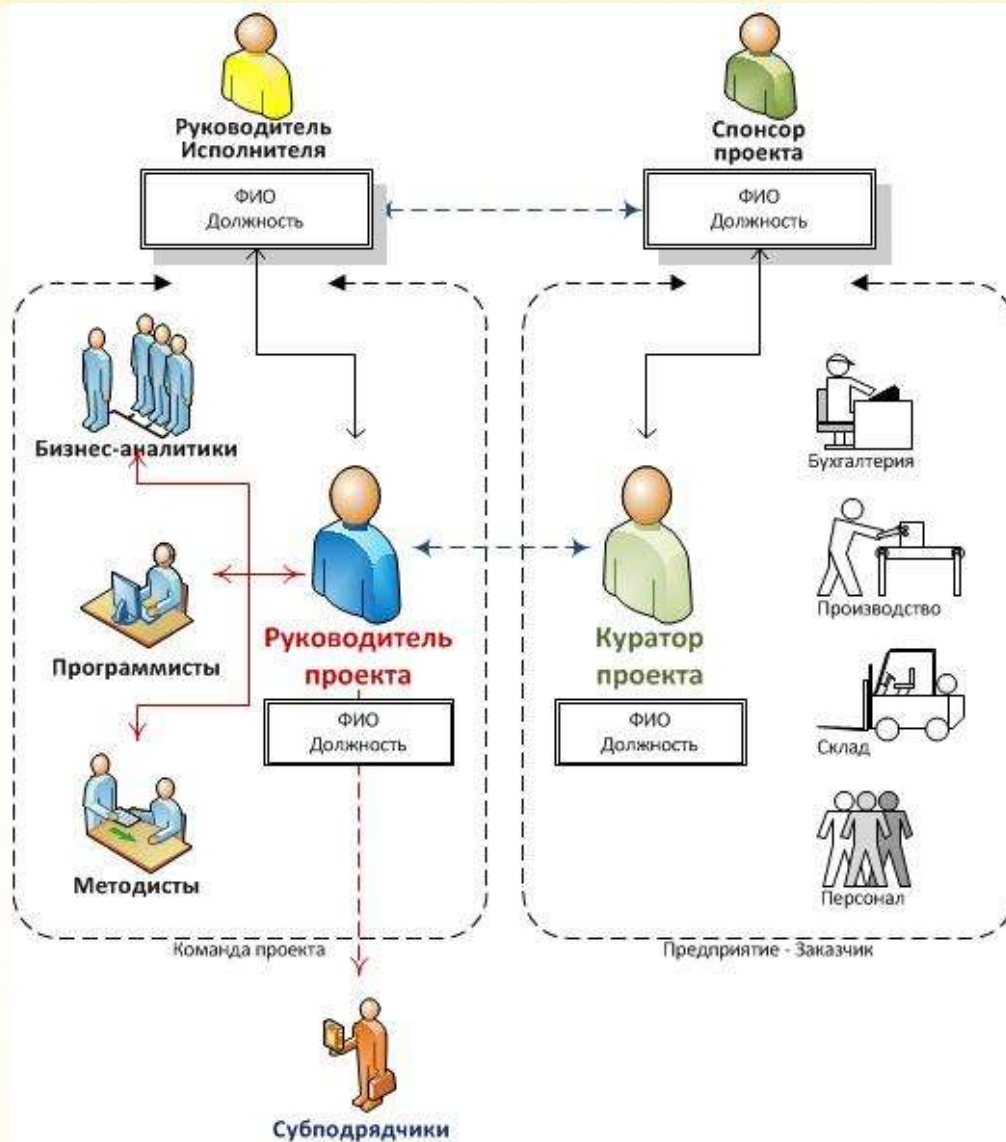 Руководитель
Исполнителя
ФИО
Должность
Спонсор
проекта
ФИО
Должность
Бизнес-аналитики
Программисты
Методисты
Руководитель
проекта
ФИО
Должность
Команда проекта
Субподрядчики
Куратор
проекта
ФИО
Должность
Бухгалтерия
Производство
Склад
Персонал
Предприятие - Заказчик